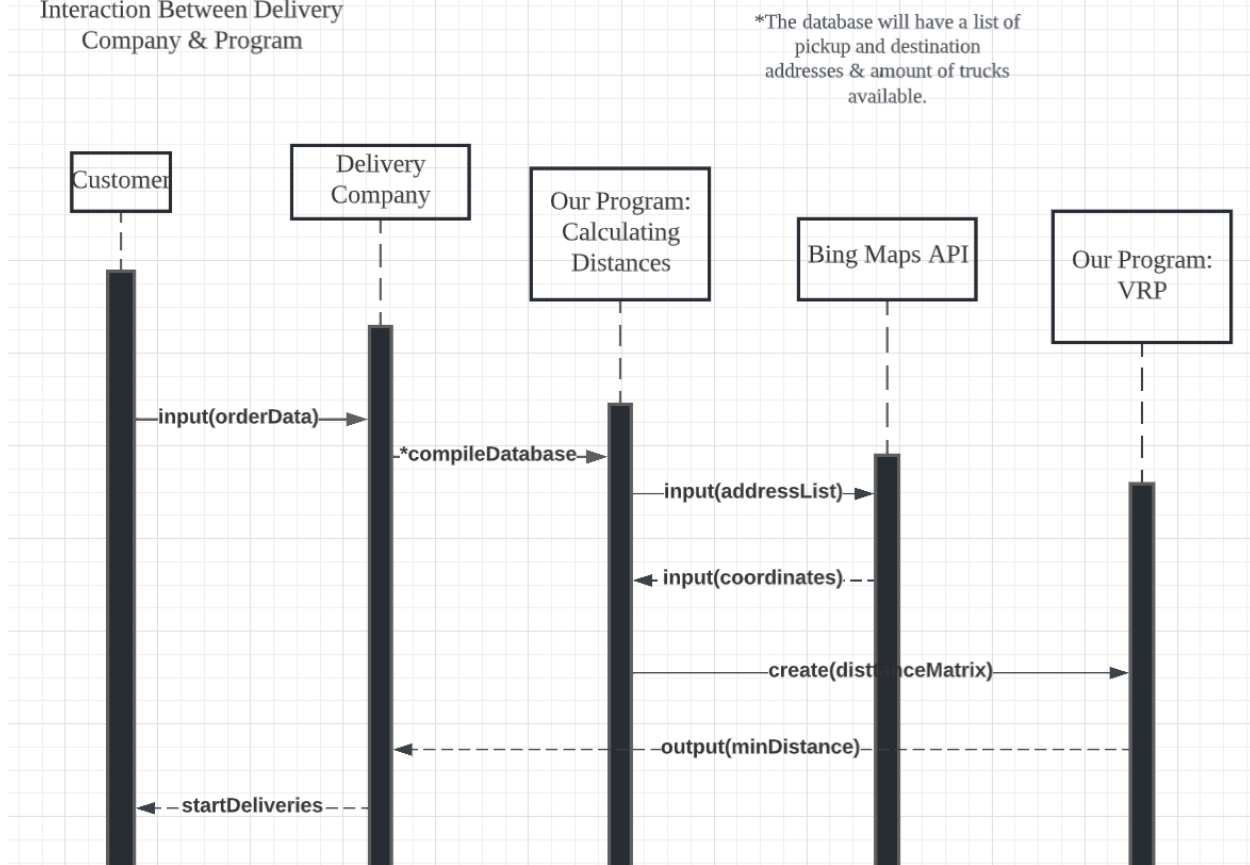 Interaction Between Delivery
Company & Program
*The database will have a list of
pickup and destination
addresses & amount of trucks
available.
Customer
Delivery
Company
Our Program:
Calculating
Distances
Bing Maps API
Our Program:
VRP
input(orderData)
*compileDatabase
input(addressList)
input(coordinates)
create(disttanceMatrix)
output(minDistance)
startDeliveries